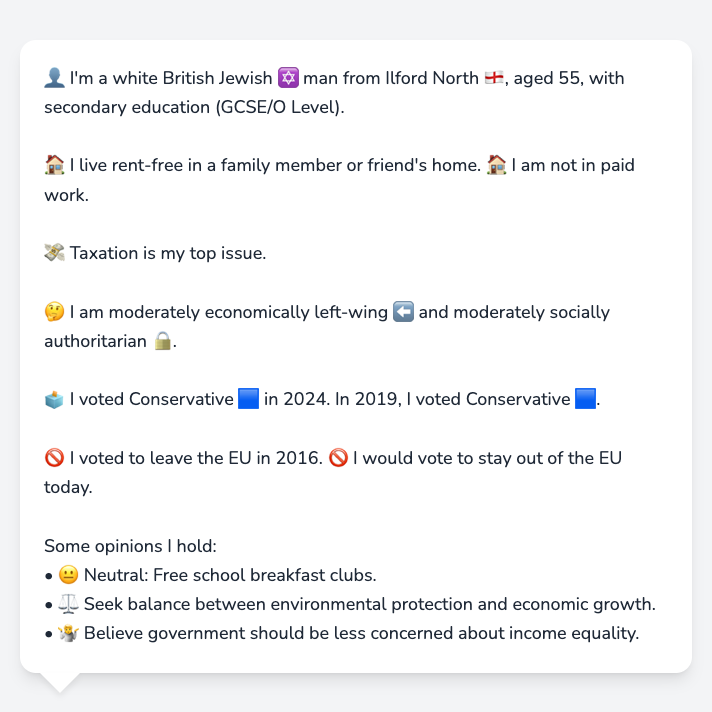 👤 I'm a white British Jewish ✡️ man from Ilford North 🏴󠁧󠁢󠁥󠁮󠁧󠁿, aged 55, with
secondary education (GCSE/O Level).
🏠 I live rent-free in a family member or friend's home. 🏠 I am not in paid
work.
💸 Taxation is my top issue.
🤔 I am moderately economically left-wing ⬅️ and moderately socially
authoritarian 🔒.
🗳️ I voted Conservative 🟦 in 2024. In 2019, I voted Conservative 🟦.
🚫 I voted to leave the EU in 2016. 🚫 I would vote to stay out of the EU
today.
Some opinions I hold:
• 😐 Neutral: Free school breakfast clubs.
• ⚖️ Seek balance between environmental protection and economic growth.
• 🤷 Believe government should be less concerned about income equality.